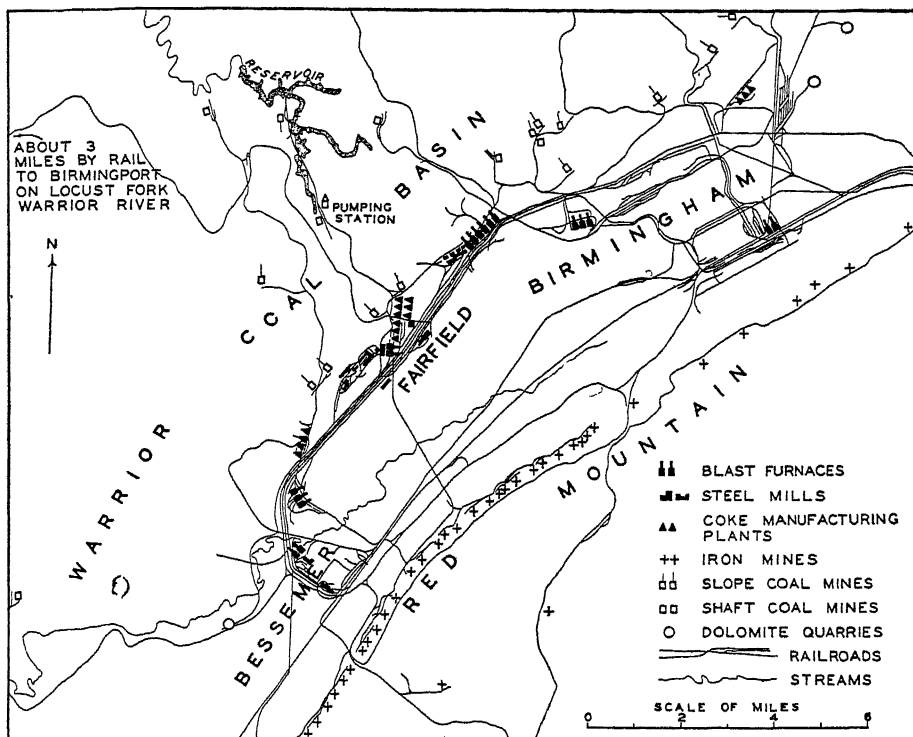 RESERVOIR
ABOUT 3
MILES BY RAIL
TO BIRMINGPORT
ON LOCUST FORK
WARRIOR RIVER
PUMPING
STATION
N
WARRIOR
CCAL
BASIN
BIRMINGHAM
FAIRFIELD
BESSEMER
RED
MOUNTAIN
BLAST FURNACES
STEEL MILLS
COKE MANUFACTURING
PLANTS
IRON MINES
SLOPE COAL MINES
SHAFT COAL MINES
DOLOMITE QUARRIES
RAILROADS
STREAMS
SCALE OF MILES
0 2 4 6